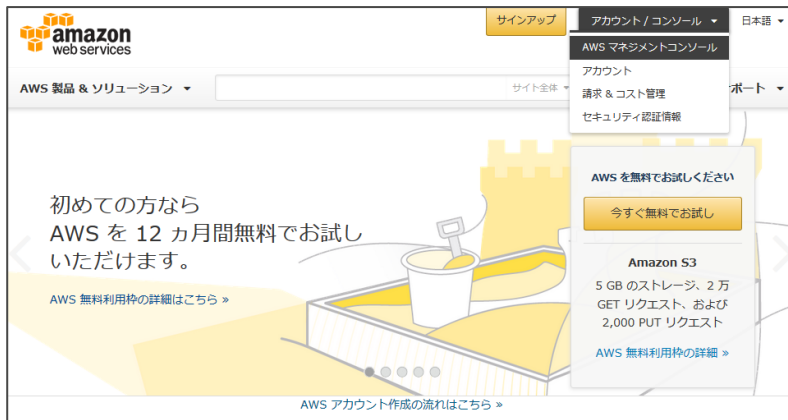 amazon
web services
サインアップ
アカウント / コンソール
日本語
AWS マネジメントコンソール
アカウント
請求 & コスト管理
セキュリティ認証情報
AWS 製品 & ソリューション
サイト全体
ポート
初めての方なら
AWS を 12 ヵ月間無料でお試し
いただけます。
AWS 無料利用枠の詳細はこちら »
AWS を無料でお試しください
今すぐ無料でお試し
Amazon S3
5 GB のストレージ、2 万
GET リクエスト、および
2,000 PUT リクエスト
AWS 無料利用枠の詳細 »
AWS アカウント作成の流れはこちら »